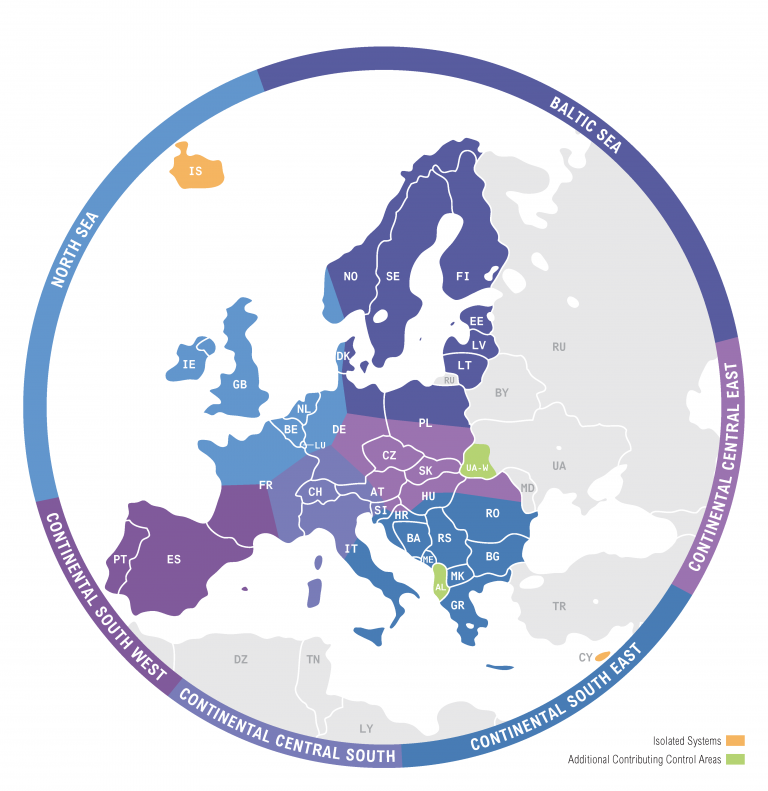 BALTIC SEA
IS
NORTH SEA
NO
SE
FI
EE
RU
LV
DK
IE
LT
GB
RU
BY
NL
PL
BE
DE
LU
CZ
UA
SK
UA-W
FR
CH
AT
MD
HU
CONTINENTAL CENTRAL EAST
SI
HR
RO
BA
RS
IT
PT
ES
ME
BG
MK
AL
GR
TR
CONTINENTAL SOUTH WEST
DZ
TN
CY
CONTINENTAL SOUTH EAST
LY
CONTINENTAL CENTRAL SOUTH
Isolated Systems
Additional Contributing Control Areas